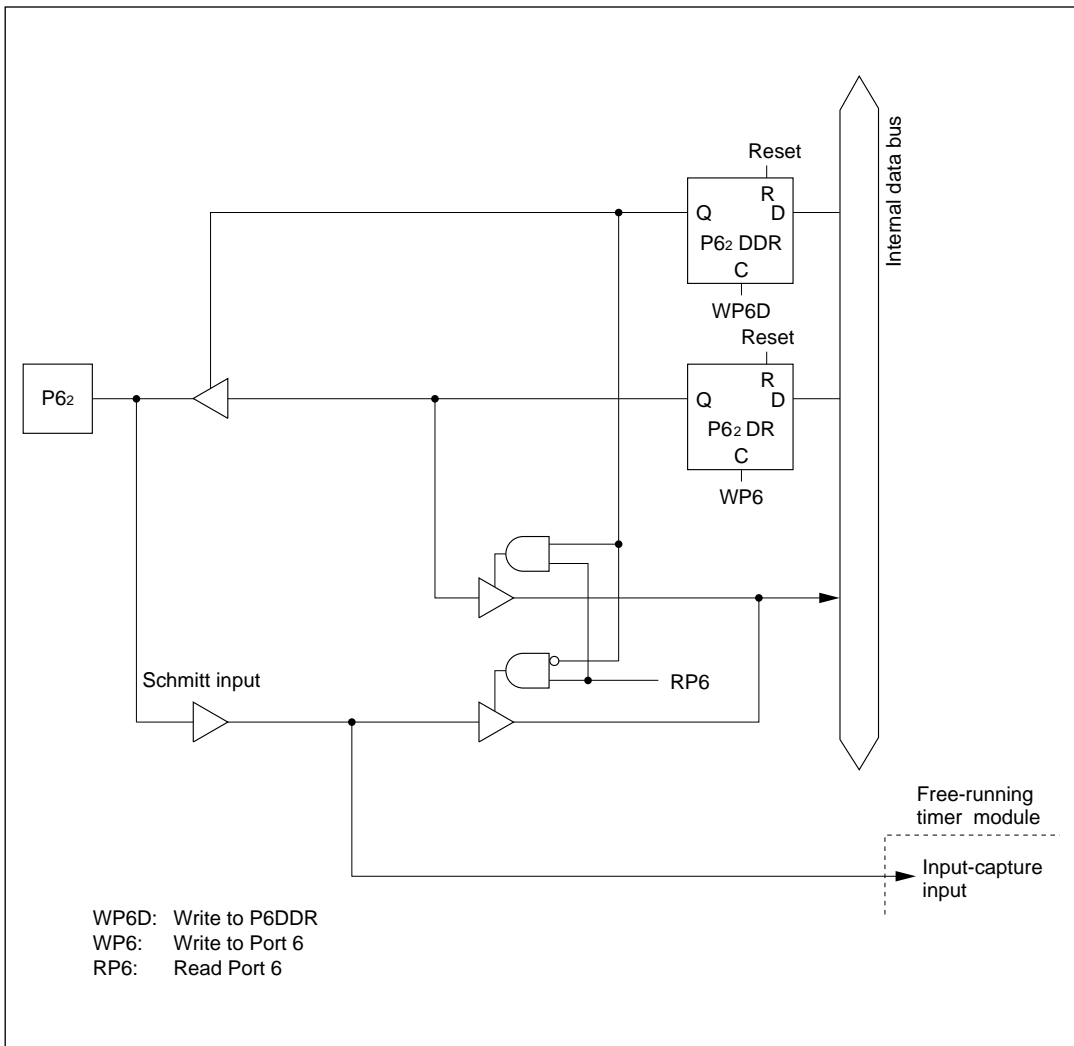 Internal data bus
Reset
R
Q
D
P6₂ DDR
C
WP6D
Reset
R
Q
D
P6₂ DR
C
WP6
P6₂
Schmitt input
RP6
Free-running
timer module
Input-capture
input
WP6D: Write to P6DDR
WP6: Write to Port 6
RP6: Read Port 6